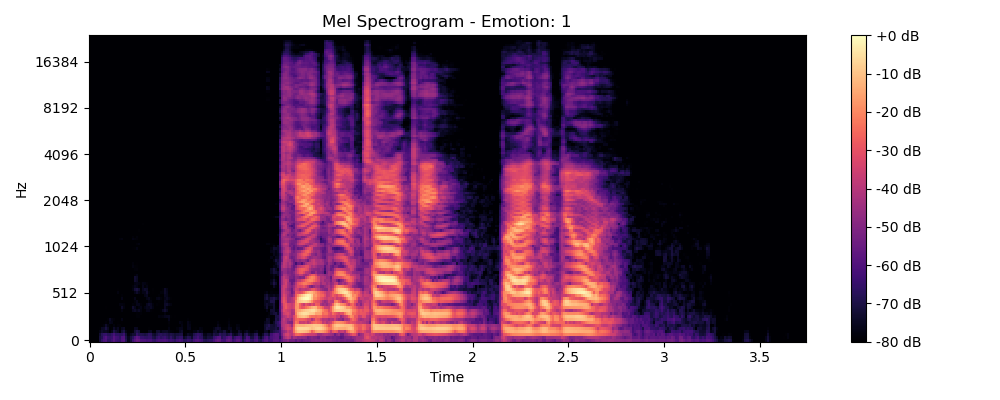 Mel Spectrogram - Emotion: 1
Hz
16384
8192
4096
2048
1024
512
0
0 0.5 1 1.5 2 2.5 3 3.5
Time
+0 dB
-10 dB
-20 dB
-30 dB
-40 dB
-50 dB
-60 dB
-70 dB
-80 dB